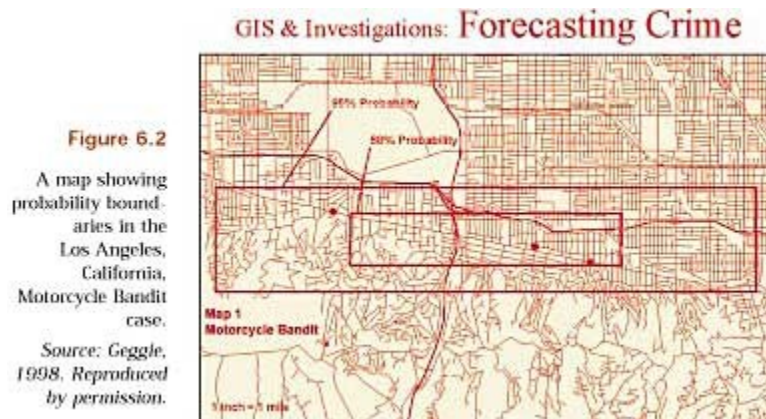 GIS & Investigations: Forecasting Crime
Figure 6.2
A map showing
probability bound-
aries in the
Los Angeles,
California,
Motorcycle Bandit
case.
Source: Geggie,
1998. Reproduced
by permission.
95% Probability
50% Probability
Map 1
Motorcycle Bandit
1 inch = 1 mile